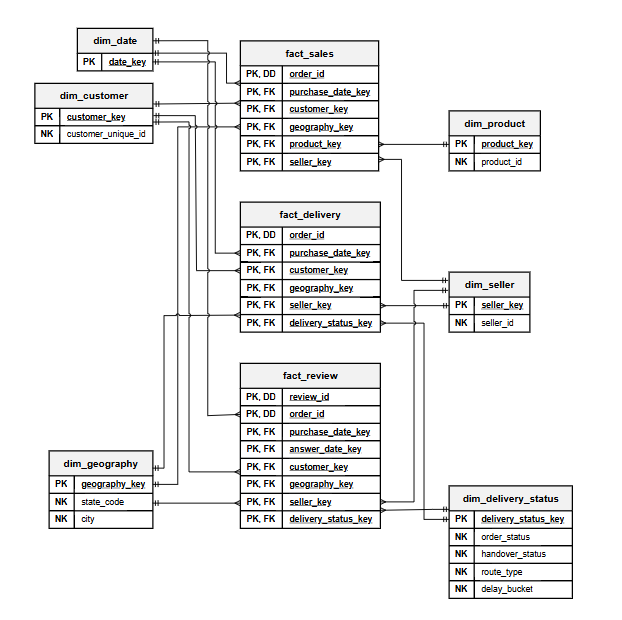 dim_date
PK date_key
dim_customer
PK customer_key
NK customer_unique_id
fact_sales
PK, DD order_id
PK, FK purchase_date_key
PK, FK customer_key
PK, FK geography_key
PK, FK product_key
PK, FK seller_key
dim_product
PK product_key
NK product_id
fact_delivery
PK, DD order_id
PK, FK purchase_date_key
PK, FK customer_key
PK, FK geography_key
PK, FK seller_key
PK, FK delivery_status_key
dim_seller
PK seller_key
NK seller_id
fact_review
PK, DD review_id
PK, DD order_id
PK, FK purchase_date_key
PK, FK answer_date_key
PK, FK customer_key
PK, FK geography_key
PK, FK seller_key
PK, FK delivery_status_key
dim_geography
PK geography_key
NK state_code
NK city
dim_delivery_status
PK delivery_status_key
NK order_status
NK handover_status
NK route_type
NK delay_bucket